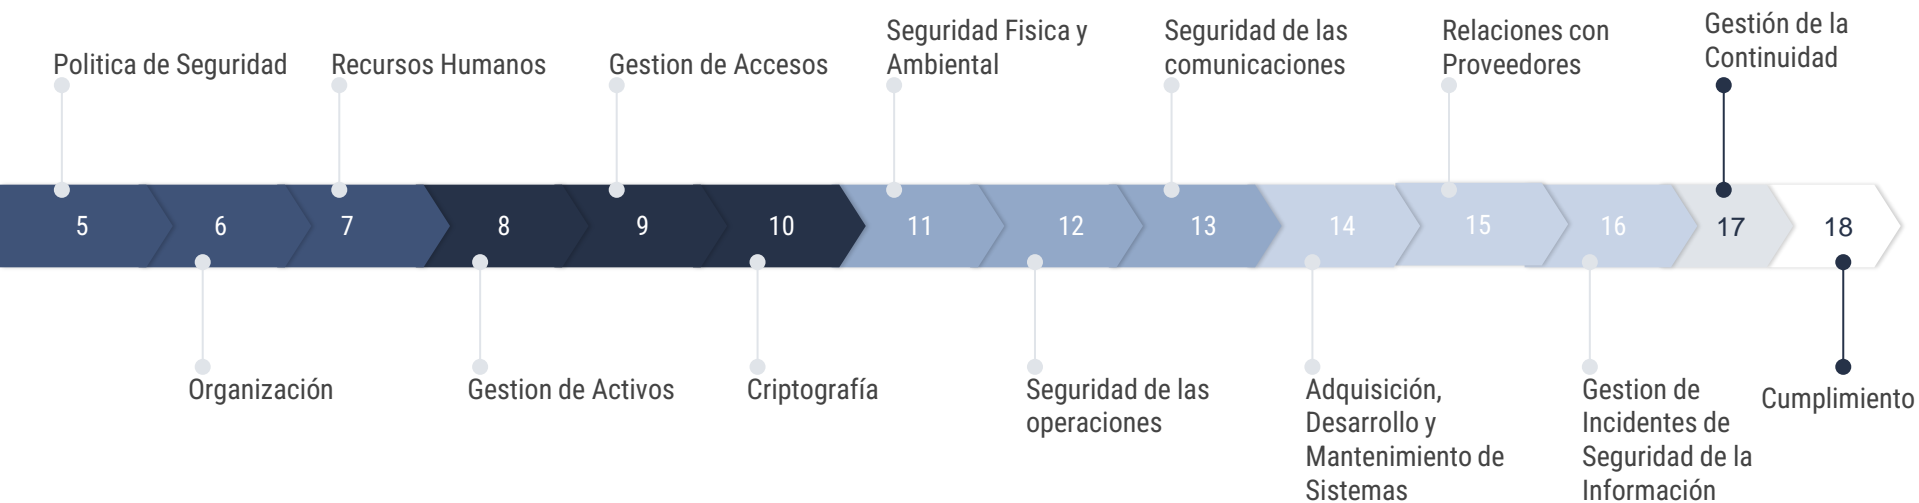 Politica de Seguridad
Recursos Humanos
Gestion de Accesos
Seguridad Fisica y
Ambiental
Seguridad de las
comunicaciones
Relaciones con
Proveedores
Gestión de la
Continuidad
5
6
7
8
9
10
11
12
13
14
15
16
17
18
Organización
Gestion de Activos
Criptografía
Seguridad de las
operaciones
Adquisición,
Desarrollo y
Mantenimiento de
Sistemas
Gestion de
Incidentes de
Seguridad de la
Información
Cumplimiento